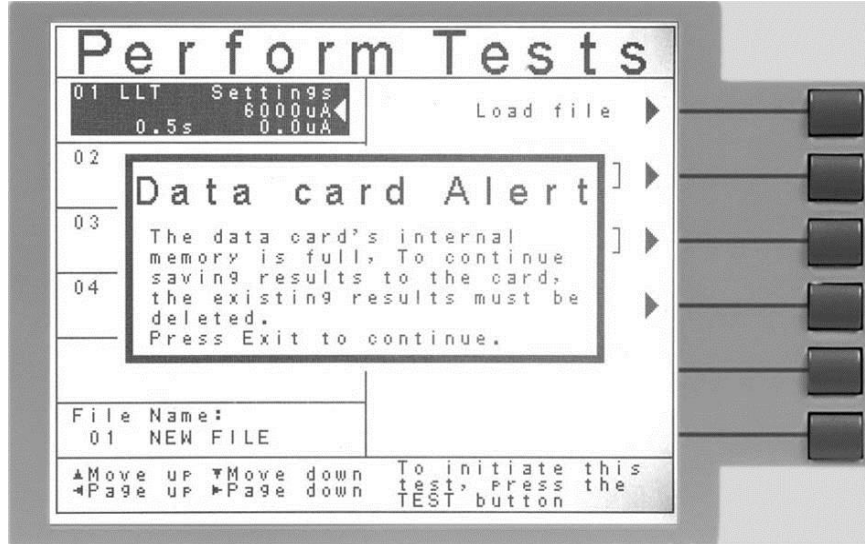 Perform Tests
01 LLT Settings
6000uA
0.5s 0.0uA
Load file
02
]
03
]
04
Data card Alert
The data card's internal
memory is full, To continue
saving results to the card,
the existing results must be
deleted.
Press Exit to continue.
File Name:
01 NEW FILE
▲Move up ▼Move down
◄Page up ►Page down
To initiate this
test, press the
TEST button